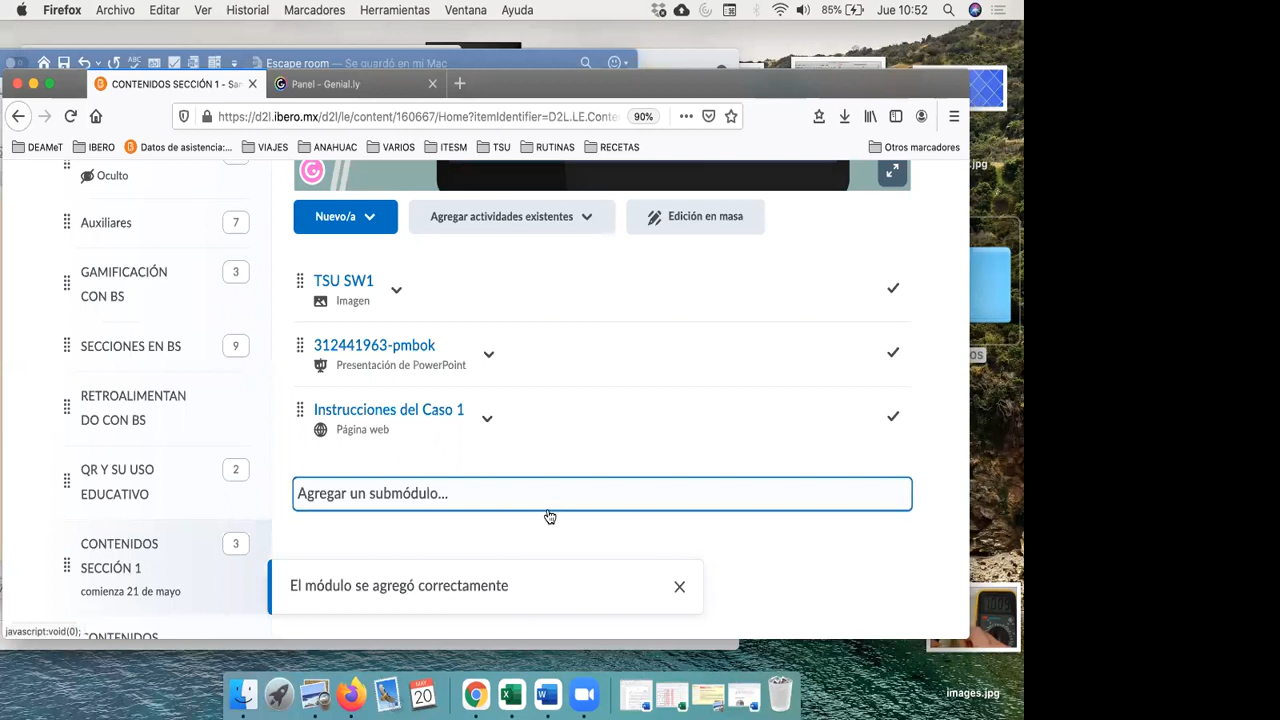 Firefox Archivo Editar Ver Historial Marcadores Herramientas Ventana Ayuda 85% Jue 10:52
Escape room — Se guardó en mi Mac
CONTENIDOS SECCIÓN 1 - Sa
Panel - Genial.ly
https://d2l.ibero.mx/d2l/le/content/160667/Home?itemIdentifier=D2L.LE.Conte
90%
DEAMeT IBERO Datos de asistencia:... VIAJES ANAHUAC VARIOS ITESM TSU RUTINAS RECETAS Otros marcadores
.jpg
Oculto
Auxiliares 7
GAMIFICACIÓN 3
CON BS
SECCIONES EN BS 9
RETROALIMENTAN
DO CON BS
QR Y SU USO 2
EDUCATIVO
CONTENIDOS 3
SECCIÓN 1
comienza 21 de mayo
CONTENIDOS
Nuevo/a Agregar actividades existentes Edición en masa
TSU SW1
Imagen
312441963-pmbok
Presentación de PowerPoint
Instrucciones del Caso 1
Página web
Agregar un submódulo...
El módulo se agregó correctamente
javascript:void(0);
OS
MAY
20
images.jpg